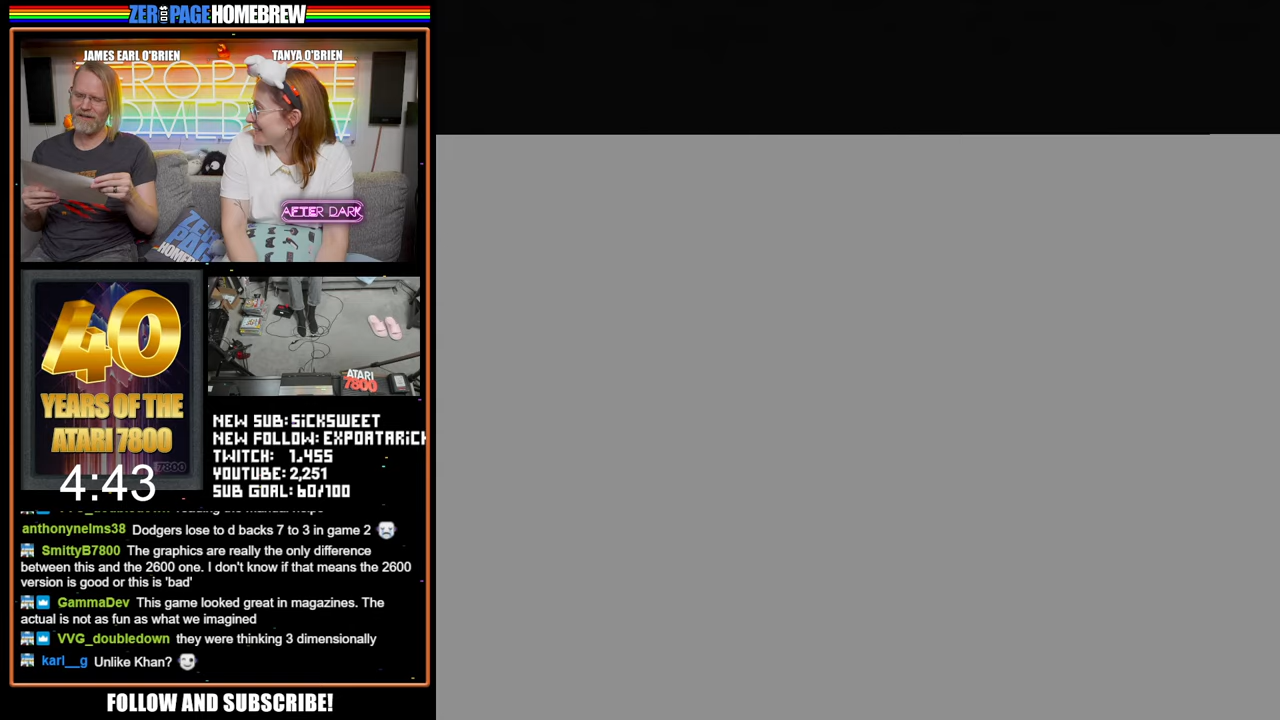 ZEROPAGE HOMEBREW
JAMES EARL O'BRIEN
TANYA O'BRIEN
AFTER DARK
ZERO
PAGE
HOMEB
40
YEARS OF THE
ATARI 7800
7800
4:43
ATARI
7800
NEW SUB: SICKSWEET
NEW FOLLOW: EXPOATARICK
TWITCH: 1,455
YOUTUBE: 2,251
SUB GOAL: 60/100
anthonynelms38 Dodgers lose to d backs 7 to 3 in game 2
SmittyB7800 The graphics are really the only difference
between this and the 2600 one. I don't know if that means the 2600
version is good or this is 'bad'
GammaDev This game looked great in magazines. The
actual is not as fun as what we imagined
VVG_doubledown they were thinking 3 dimensionally
karl__g Unlike Khan?
FOLLOW AND SUBSCRIBE!